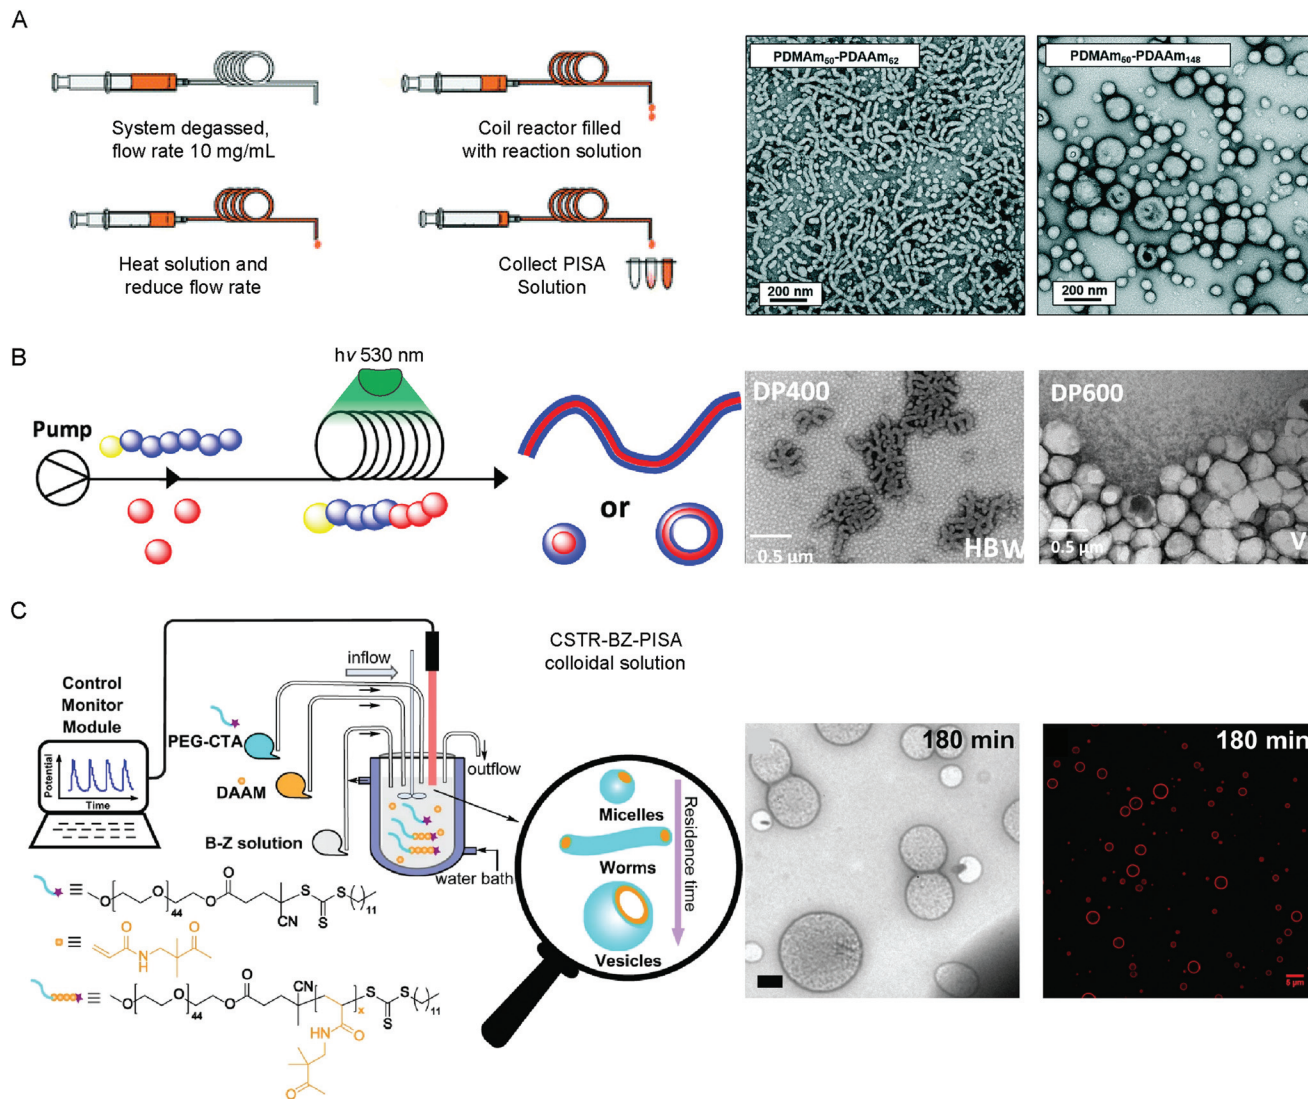 A
System degassed,
flow rate 10 mg/mL
Coil reactor filled
with reaction solution
Heat solution and
reduce flow rate
Collect PISA
Solution
PDMAm60-PDAAm62
200 nm
PDMAm60-PDAAm148
200 nm
B
hv 530 nm
Pump
or
DP400
0.5 µm
HBW
DP600
0.5 µm
V
C
CSTR-BZ-PISA
colloidal solution
Control
Monitor
Module
Potential
Time
inflow
PEG-CTA
DAAM
B-Z solution
outflow
water bath
Micelles
Worms
Vesicles
Residence time
180 min
180 min
5 µm
O
O
44
O
O
CN
S
S
S
11
O
N
H
O
O
O
44
O
O
CN
x
S
S
S
11
HN
O
O